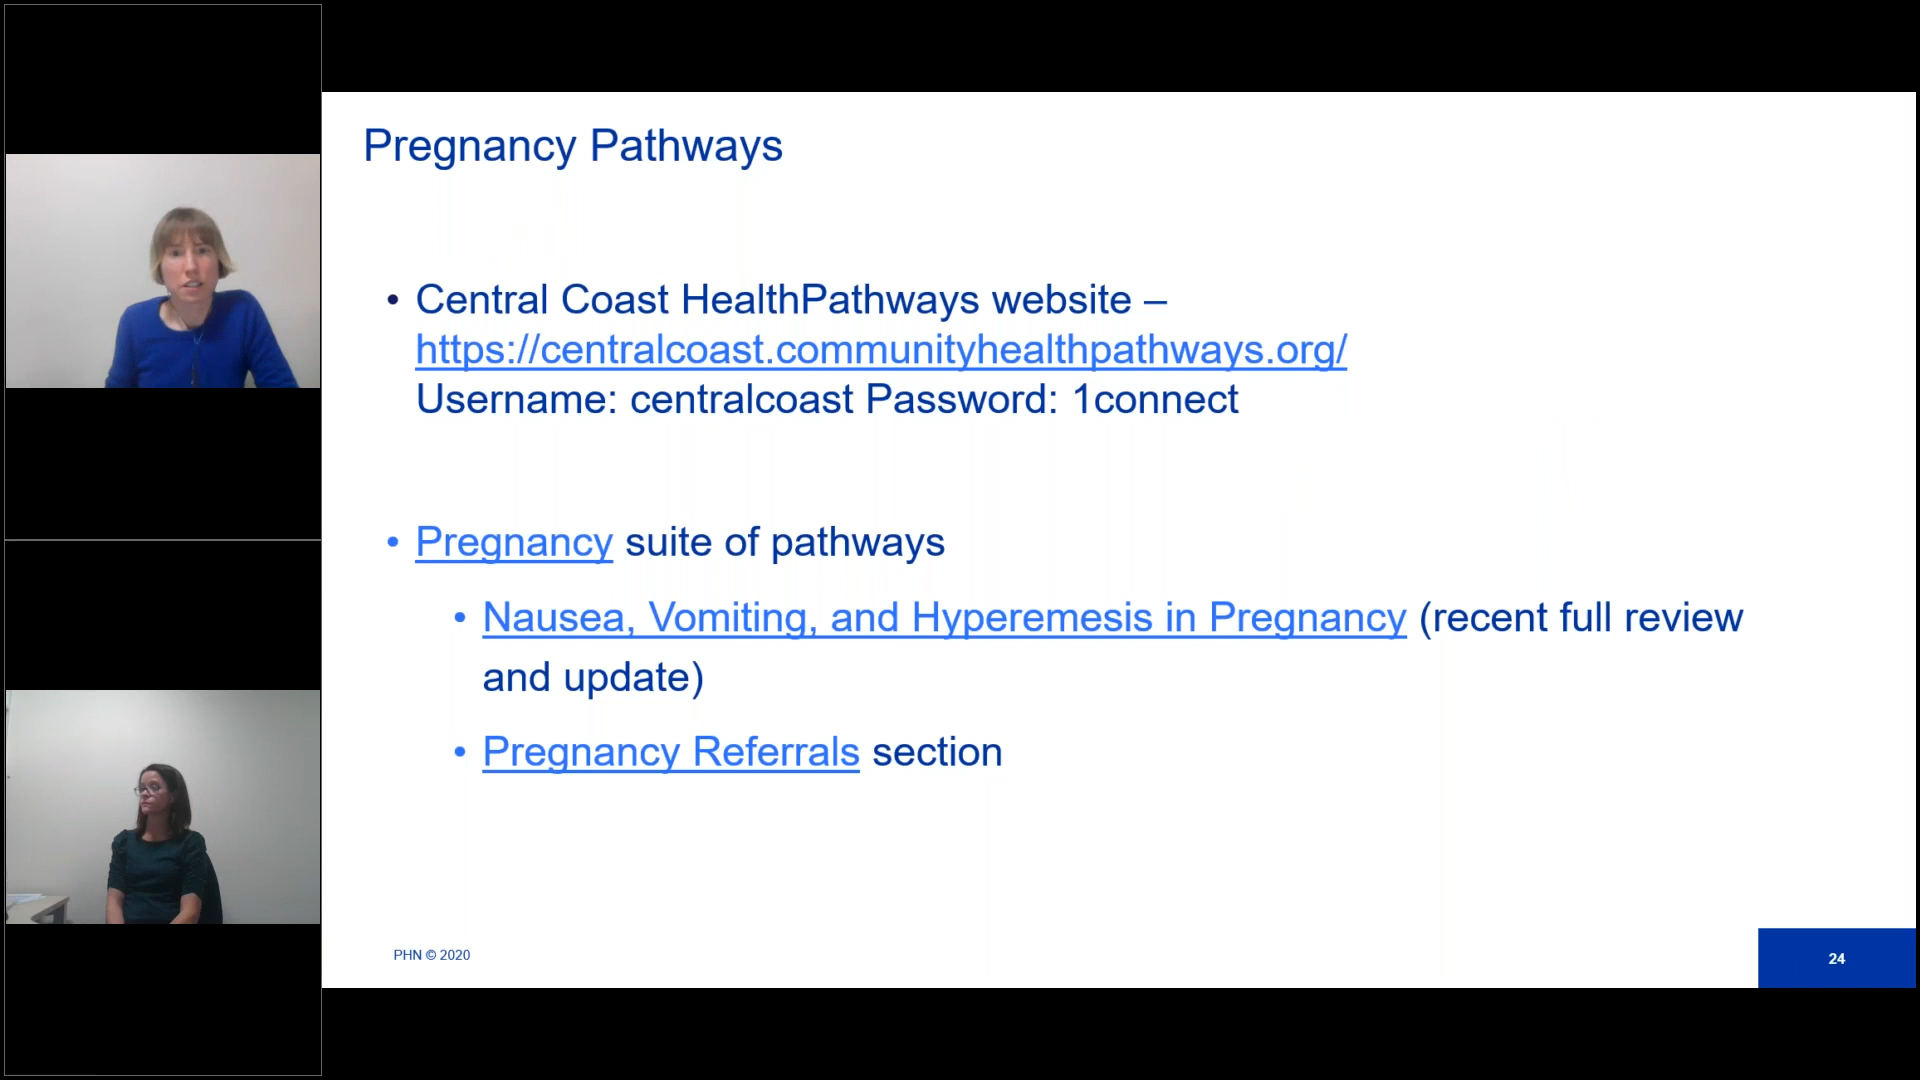 Pregnancy Pathways
• Central Coast HealthPathways website –
https://centralcoast.communityhealthpathways.org/
Username: centralcoast Password: 1connect
• Pregnancy suite of pathways
• Nausea, Vomiting, and Hyperemesis in Pregnancy (recent full review
and update)
• Pregnancy Referrals section
PHN © 2020
24